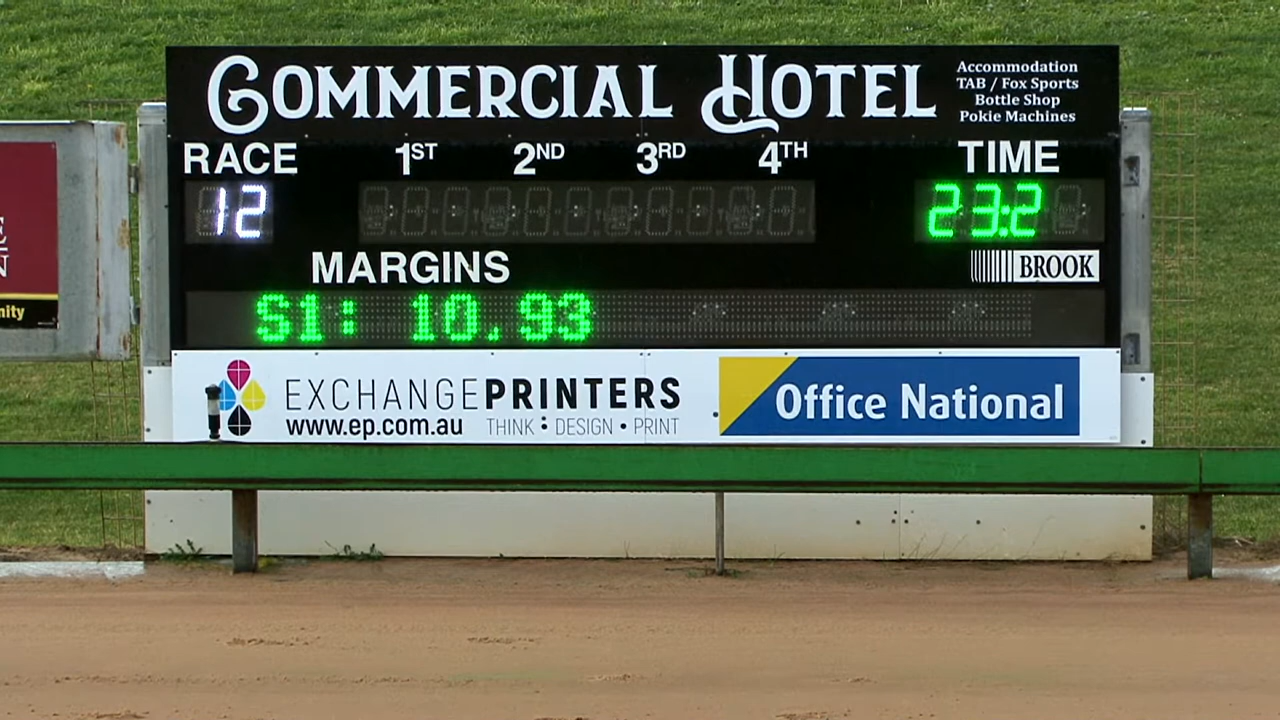 COMMERCIAL HOTEL
Accommodation
TAB / Fox Sports
Bottle Shop
Pokie Machines
RACE 1ST 2ND 3RD 4TH TIME
12 23:2
MARGINS BROOK
S1: 10.93
EXCHANGEPRINTERS
www.ep.com.au THINK : DESIGN • PRINT
Office National